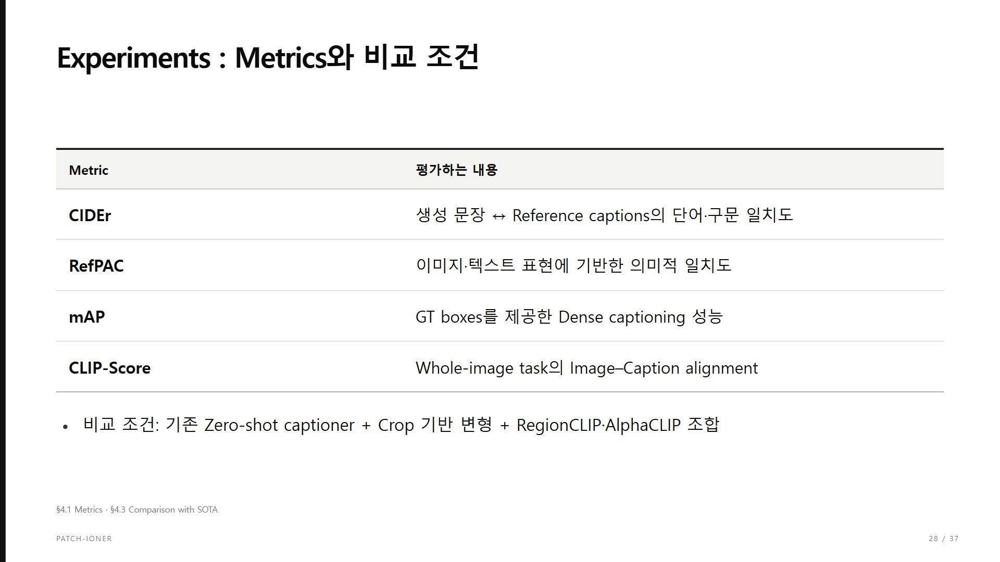 Experiments : Metrics와 비교 조건
Metric 평가하는 내용
CIDEr 생성 문장 ↔ Reference captions의 단어·구문 일치도
RefPAC 이미지·텍스트 표현에 기반한 의미적 일치도
mAP GT boxes를 제공한 Dense captioning 성능
CLIP-Score Whole-image task의 Image–Caption alignment
• 비교 조건: 기존 Zero-shot captioner + Crop 기반 변형 + RegionCLIP·AlphaCLIP 조합
§4.1 Metrics · §4.3 Comparison with SOTA
PATCH-IONER 28 / 37